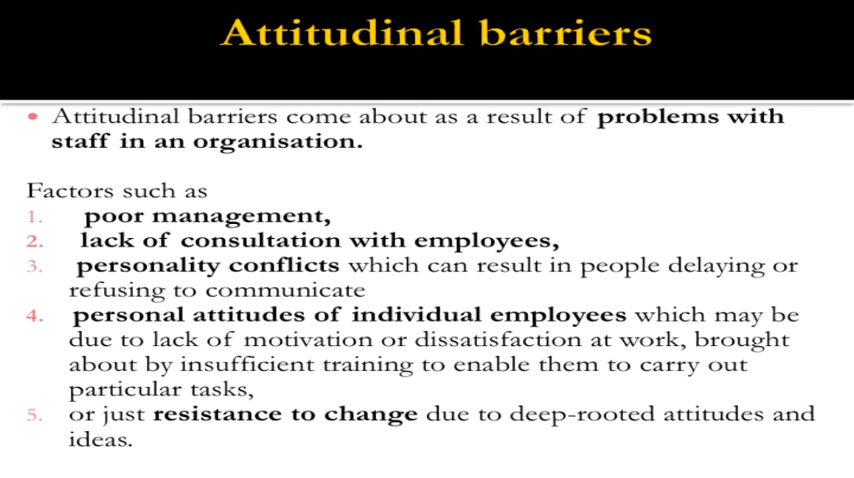 Attitudinal barriers
• Attitudinal barriers come about as a result of problems with
staff in an organisation.
Factors such as
1. poor management,
2. lack of consultation with employees,
3. personality conflicts which can result in people delaying or
refusing to communicate
4. personal attitudes of individual employees which may be
due to lack of motivation or dissatisfaction at work, brought
about by insufficient training to enable them to carry out
particular tasks,
5. or just resistance to change due to deep-rooted attitudes and
ideas.